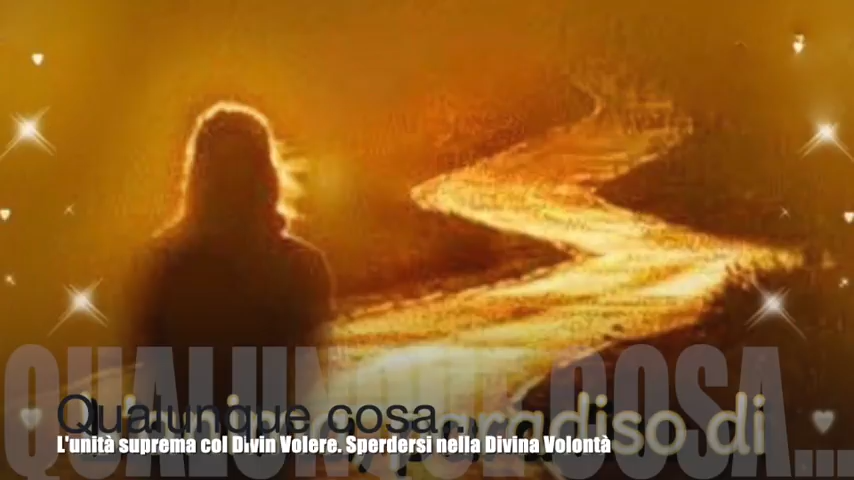 QUALUNQUE COSA...
Qualunque cosa...
paradiso di
L'unità suprema col Divin Volere. Sperdersi nella Divina Volontà